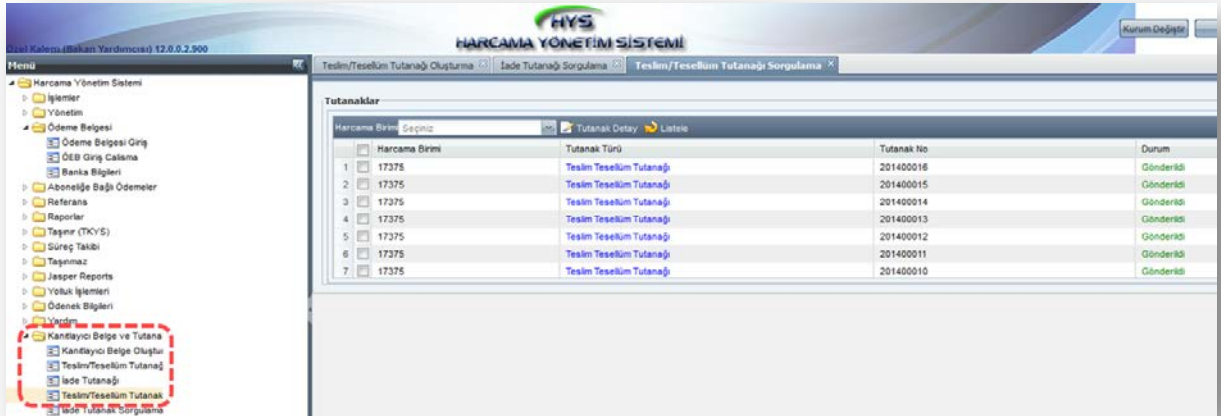 HYS
HARCAMA YÖNETİM SİSTEMİ
Kurum Değiştir
Özel Kalem (Bakan Yardımcısı) 12.0.0.2.900
Menü
Teslim/Tesellüm Tutanağı Oluşturma
İade Tutanağı Sorgulama
Teslim/Tesellüm Tutanağı Sorgulama
Harcama Yönetim Sistemi
İşlemler
Yönetim
Ödeme Belgesi
Ödeme Belgesi Giriş
ÖEB Giriş Calisma
Banka Bilgileri
Aboneliğe Bağlı Ödemeler
Referans
Raporlar
Taşınır (TKYS)
Süreç Takibi
Taşınmaz
Jasper Reports
Yolluk İşlemleri
Ödenek Bilgileri
Yardım
Kanıtlayıcı Belge ve Tutana
Kanıtlayıcı Belge Oluştur
Teslim/Tesellüm Tutanağ
İade Tutanağı
Teslim/Tesellüm Tutanak
İade Tutanak Sorgulama
Tutanaklar
Harcama Birimi Seçiniz Tutanak Detay Listele
Harcama Birimi Tutanak Türü Tutanak No Durum
1 17375 Teslim Tesellüm Tutanağı 201400016 Gönderildi
2 17375 Teslim Tesellüm Tutanağı 201400015 Gönderildi
3 17375 Teslim Tesellüm Tutanağı 201400014 Gönderildi
4 17375 Teslim Tesellüm Tutanağı 201400013 Gönderildi
5 17375 Teslim Tesellüm Tutanağı 201400012 Gönderildi
6 17375 Teslim Tesellüm Tutanağı 201400011 Gönderildi
7 17375 Teslim Tesellüm Tutanağı 201400010 Gönderildi